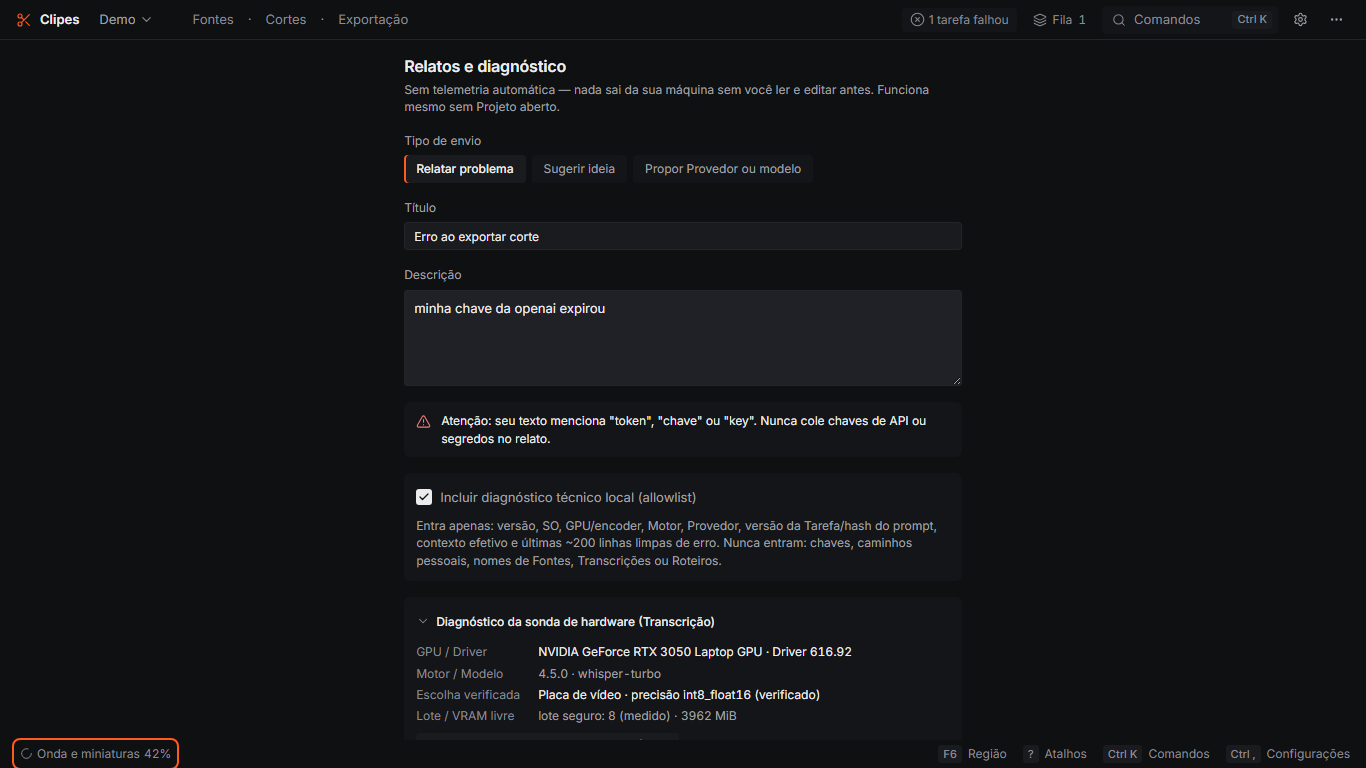 Clipes Demo Fontes · Cortes · Exportação 1 tarefa falhou Fila 1 Comandos Ctrl K
Relatos e diagnóstico
Sem telemetria automática — nada sai da sua máquina sem você ler e editar antes. Funciona
mesmo sem Projeto aberto.
Tipo de envio
Relatar problema Sugerir ideia Propor Provedor ou modelo
Título
Erro ao exportar corte
Descrição
minha chave da openai expirou
Atenção: seu texto menciona "token", "chave" ou "key". Nunca cole chaves de API ou
segredos no relato.
Incluir diagnóstico técnico local (allowlist)
Entra apenas: versão, SO, GPU/encoder, Motor, Provedor, versão da Tarefa/hash do prompt,
contexto efetivo e últimas ~200 linhas limpas de erro. Nunca entram: chaves, caminhos
pessoais, nomes de Fontes, Transcrições ou Roteiros.
Diagnóstico da sonda de hardware (Transcrição)
GPU / Driver NVIDIA GeForce RTX 3050 Laptop GPU · Driver 616.92
Motor / Modelo 4.5.0 · whisper-turbo
Escolha verificada Placa de vídeo · precisão int8_float16 (verificado)
Lote / VRAM livre lote seguro: 8 (medido) · 3962 MiB
Onda e miniaturas 42% F6 Região ? Atalhos Ctrl K Comandos Ctrl , Configurações